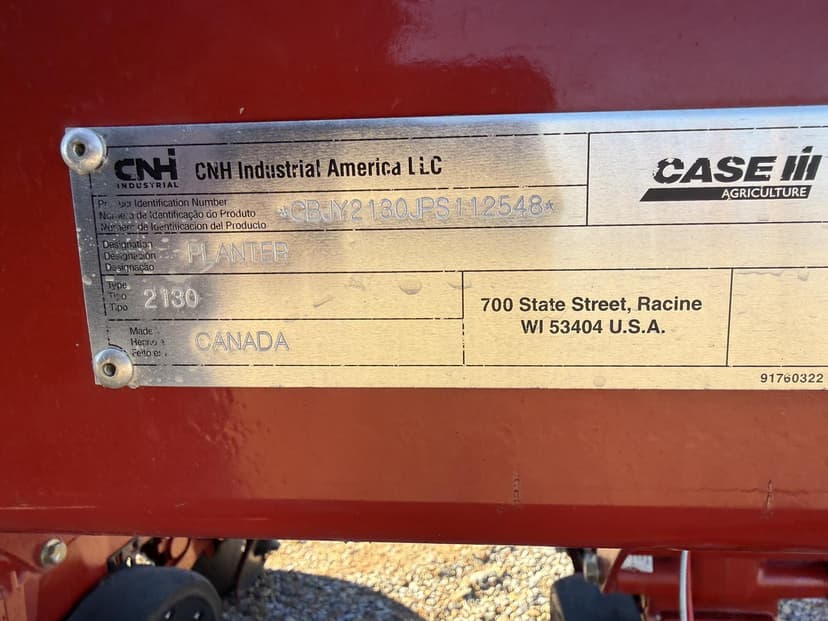 CNH INDUSTRIAL
CNH Industrial America LLC
CASE IH
AGRICULTURE
Product Identification Number
Número de Identificação do Produto
Número de Identificacion del Producto
*CBJY2130JPS112548*
Designation
Designación
Designação
PLANTER
Type
Tipo
Tipo
2130
700 State Street, Racine
WI 53404 U.S.A.
Made
Hecho
Feito e
CANADA
91760322